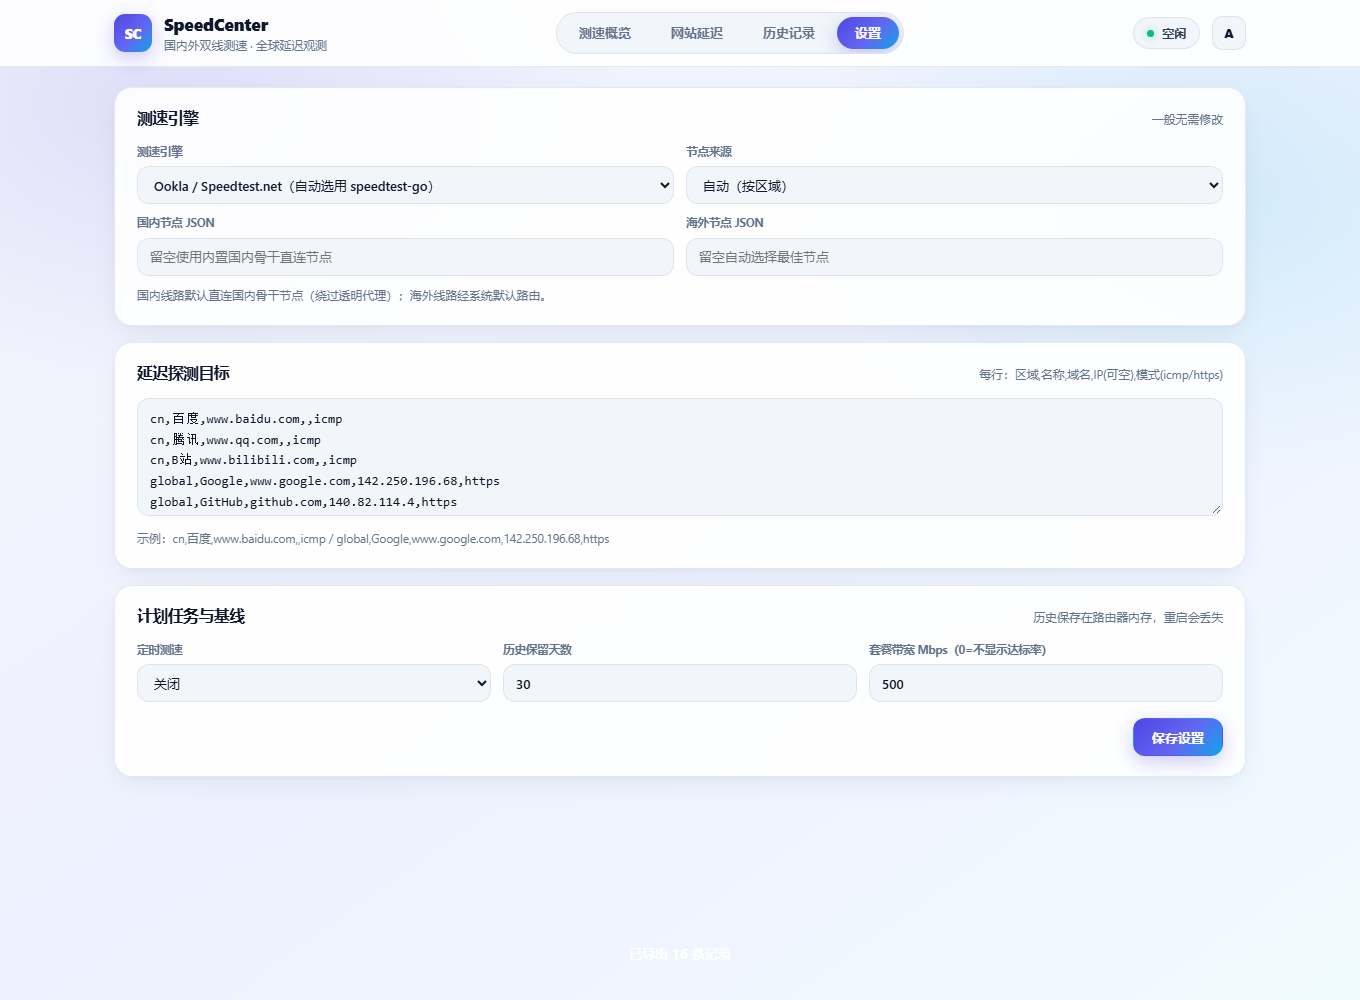 SC
SpeedCenter
国内外双线测速 · 全球延迟观测
测速概览
网站延迟
历史记录
设置
空闲
A
测速引擎
一般无需修改
测速引擎
节点来源
Ookla / Speedtest.net（自动选用 speedtest-go）
自动（按区域）
国内节点 JSON
海外节点 JSON
留空使用内置国内骨干直连节点
留空自动选择最佳节点
国内线路默认直连国内骨干节点（绕过透明代理）；海外线路经系统默认路由。
延迟探测目标
每行：区域,名称,域名,IP(可空),模式(icmp/https)
cn,百度,www.baidu.com,,icmp
cn,腾讯,www.qq.com,,icmp
cn,B站,www.bilibili.com,,icmp
global,Google,www.google.com,142.250.196.68,https
global,GitHub,github.com,140.82.114.4,https
示例：cn,百度,www.baidu.com,,icmp / global,Google,www.google.com,142.250.196.68,https
计划任务与基线
历史保存在路由器内存，重启会丢失
定时测速
历史保留天数
套餐带宽 Mbps（0=不显示达标率）
关闭
30
500
保存设置
已导出 16 条记录